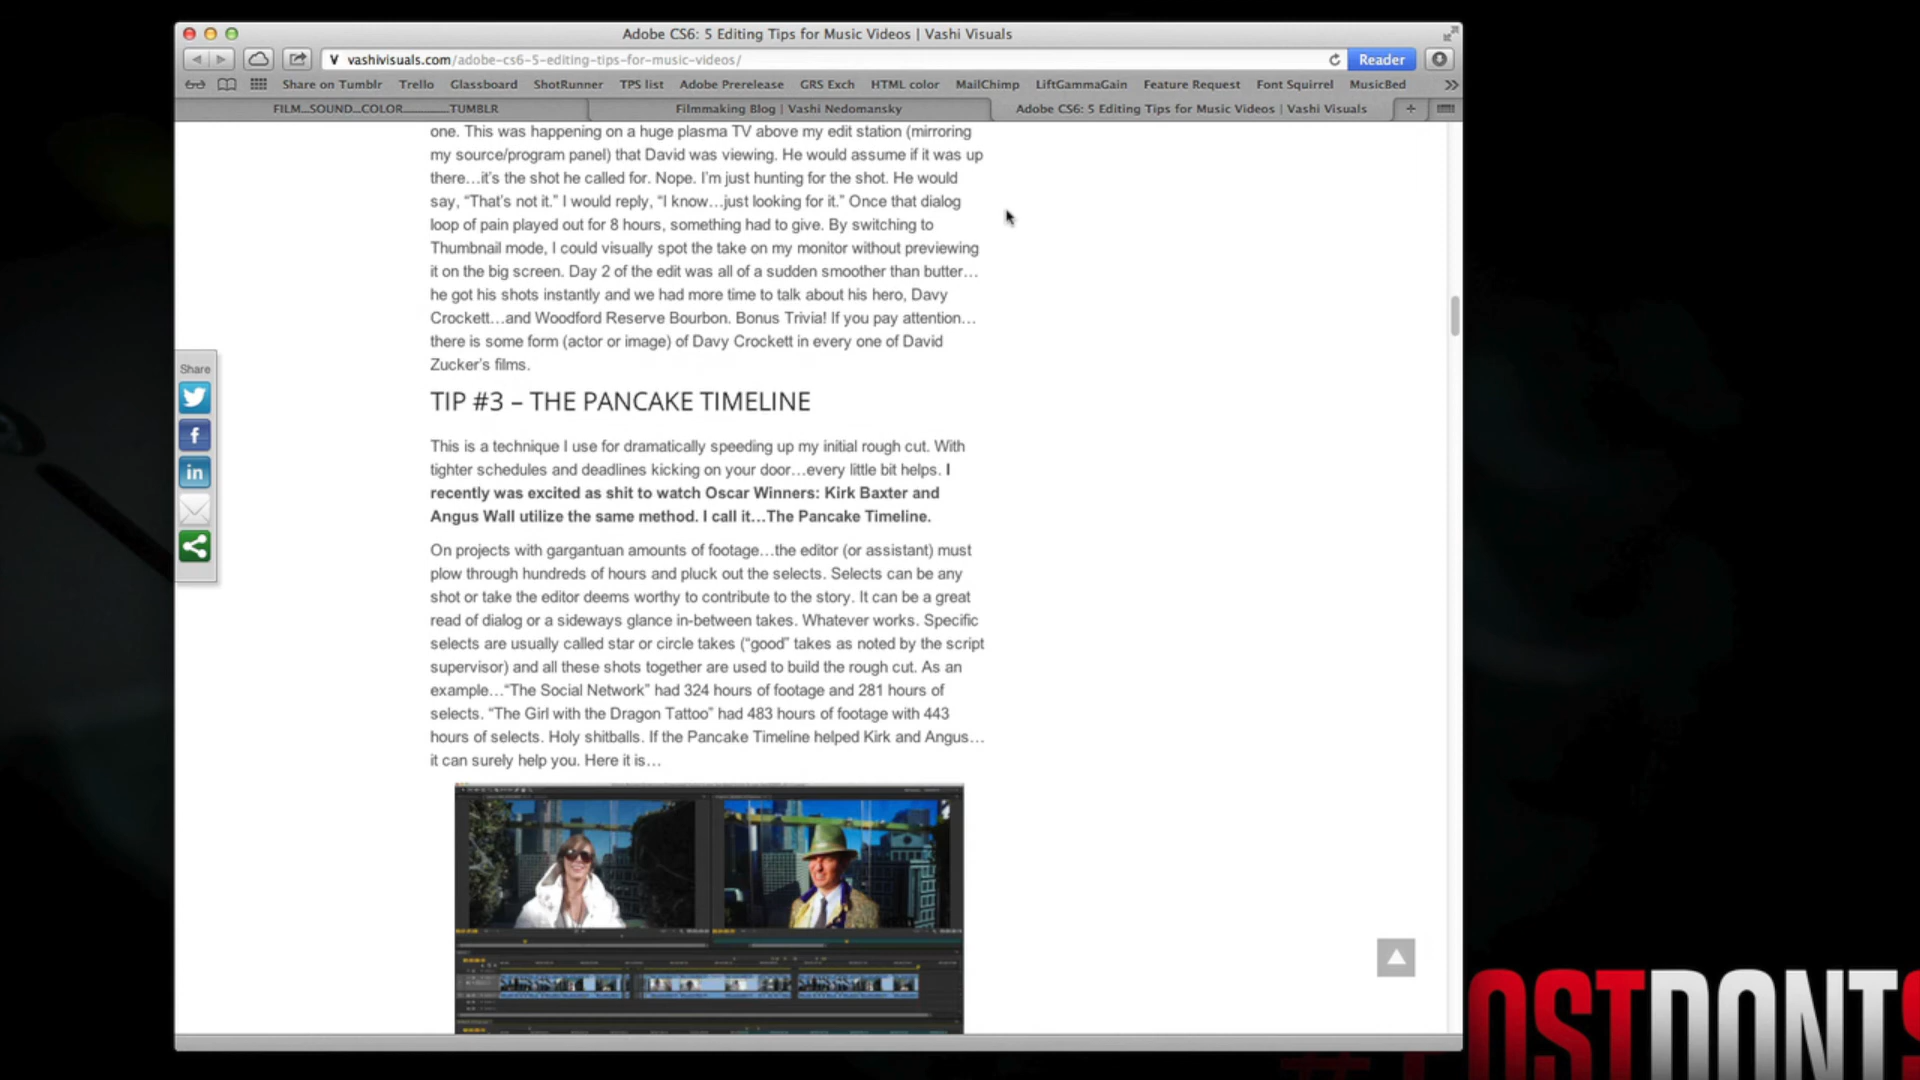 Adobe CS6: 5 Editing Tips for Music Videos | Vashi Visuals
V vashivisuals.com/adobe-cs6-5-editing-tips-for-music-videos/
Reader
Share on Tumblr Trello Glassboard ShotRunner TPS list Adobe Prerelease GRS Exch HTML color MailChimp LiftGammaGain Feature Request Font Squirrel MusicBed
FILM...SOUND...COLOR..............TUMBLR Filmmaking Blog | Vashi Nedomansky Adobe CS6: 5 Editing Tips for Music Videos | Vashi Visuals
one. This was happening on a huge plasma TV above my edit station (mirroring
my source/program panel) that David was viewing. He would assume if it was up
there…it’s the shot he called for. Nope. I’m just hunting for the shot. He would
say, “That’s not it.” I would reply, “I know…just looking for it.” Once that dialog
loop of pain played out for 8 hours, something had to give. By switching to
Thumbnail mode, I could visually spot the take on my monitor without previewing
it on the big screen. Day 2 of the edit was all of a sudden smoother than butter…
he got his shots instantly and we had more time to talk about his hero, Davy
Crockett…and Woodford Reserve Bourbon. Bonus Trivia! If you pay attention…
there is some form (actor or image) of Davy Crockett in every one of David
Zucker’s films.
Share
f
in
TIP #3 – THE PANCAKE TIMELINE
This is a technique I use for dramatically speeding up my initial rough cut. With
tighter schedules and deadlines kicking on your door…every little bit helps. I
recently was excited as shit to watch Oscar Winners: Kirk Baxter and
Angus Wall utilize the same method. I call it…The Pancake Timeline.
On projects with gargantuan amounts of footage…the editor (or assistant) must
plow through hundreds of hours and pluck out the selects. Selects can be any
shot or take the editor deems worthy to contribute to the story. It can be a great
read of dialog or a sideways glance in-between takes. Whatever works. Specific
selects are usually called star or circle takes (“good” takes as noted by the script
supervisor) and all these shots together are used to build the rough cut. As an
example…“The Social Network” had 324 hours of footage and 281 hours of
selects. “The Girl with the Dragon Tattoo” had 483 hours of footage with 443
hours of selects. Holy shitballs. If the Pancake Timeline helped Kirk and Angus…
it can surely help you. Here it is…
OSTDONTS